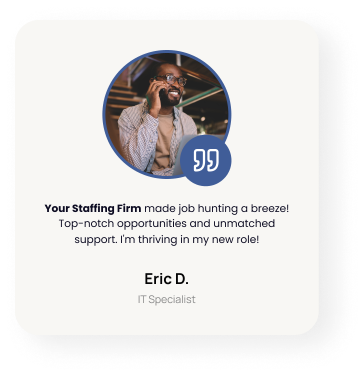 Your Staffing Firm made job hunting a breeze!
Top-notch opportunities and unmatched
support. I'm thriving in my new role!
Eric D.
IT Specialist